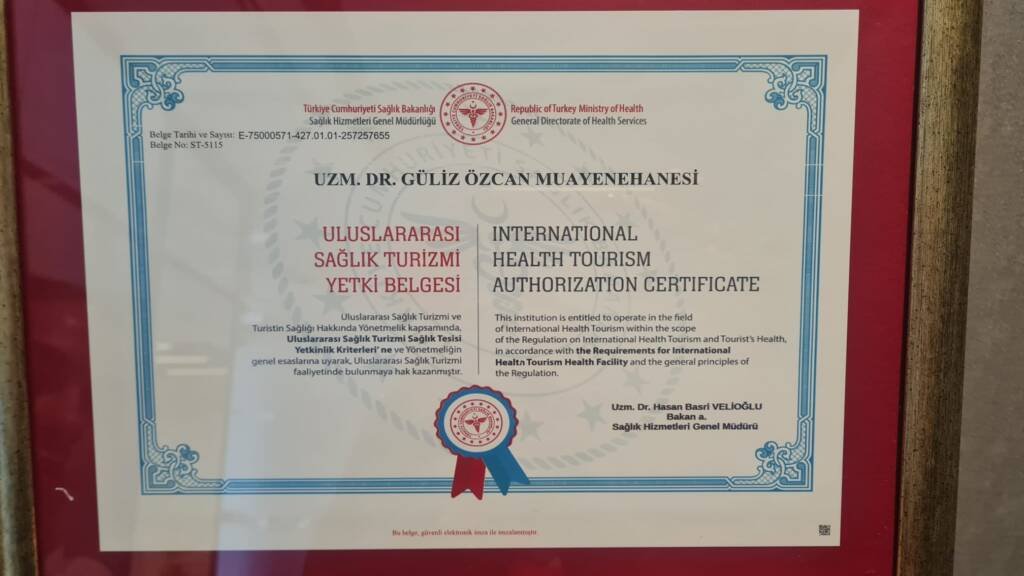 Türkiye Cumhuriyeti Sağlık Bakanlığı
Sağlık Hizmetleri Genel Müdürlüğü
Republic of Turkey Ministry of Health
General Directorate of Health Services
Belge Tarihi ve Sayısı: E-75000571-427.01.01-257257655
Belge No: ST-5115
UZM. DR. GÜLİZ ÖZCAN MUAYENEHANESİ
ULUSLARARASI
SAĞLIK TURİZMİ
YETKİ BELGESİ
INTERNATIONAL
HEALTH TOURISM
AUTHORIZATION CERTIFICATE
Uluslararası Sağlık Turizmi ve
Turistin Sağlığı Hakkında Yönetmelik kapsamında,
Uluslararası Sağlık Turizmi Sağlık Tesisi
Yetkinlik Kriterleri'ne ve Yönetmeliğin
genel esaslarına uyarak, Uluslararası Sağlık Turizmi
faaliyetinde bulunmaya hak kazanmıştır.
This institution is entitled to operate in the field
of International Health Tourism within the scope
of the Regulation on International Health Tourism and Tourist's Health,
in accordance with the Requirements for International
Health Tourism Health Facility and the general principles of
the Regulation.
Uzm. Dr. Hasan Basri VELİOĞLU
Bakan a.
Sağlık Hizmetleri Genel Müdürü
Bu belge, güvenli elektronik imza ile imzalanmıştır.